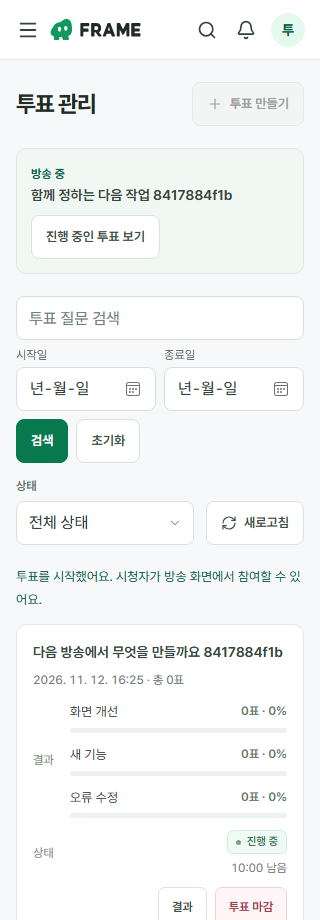 FRAME
투
투표 관리
투표 만들기
방송 중
함께 정하는 다음 작업 8417884f1b
진행 중인 투표 보기
투표 질문 검색
시작일 종료일
년-월-일 년-월-일
검색 초기화
상태
전체 상태 새로고침
투표를 시작했어요. 시청자가 방송 화면에서 참여할 수 있
어요.
다음 방송에서 무엇을 만들까요 8417884f1b
2026. 11. 12. 16:25 · 총 0표
화면 개선 0표 · 0%
결과
새 기능 0표 · 0%
오류 수정 0표 · 0%
상태
진행 중
10:00 남음
결과 투표 마감